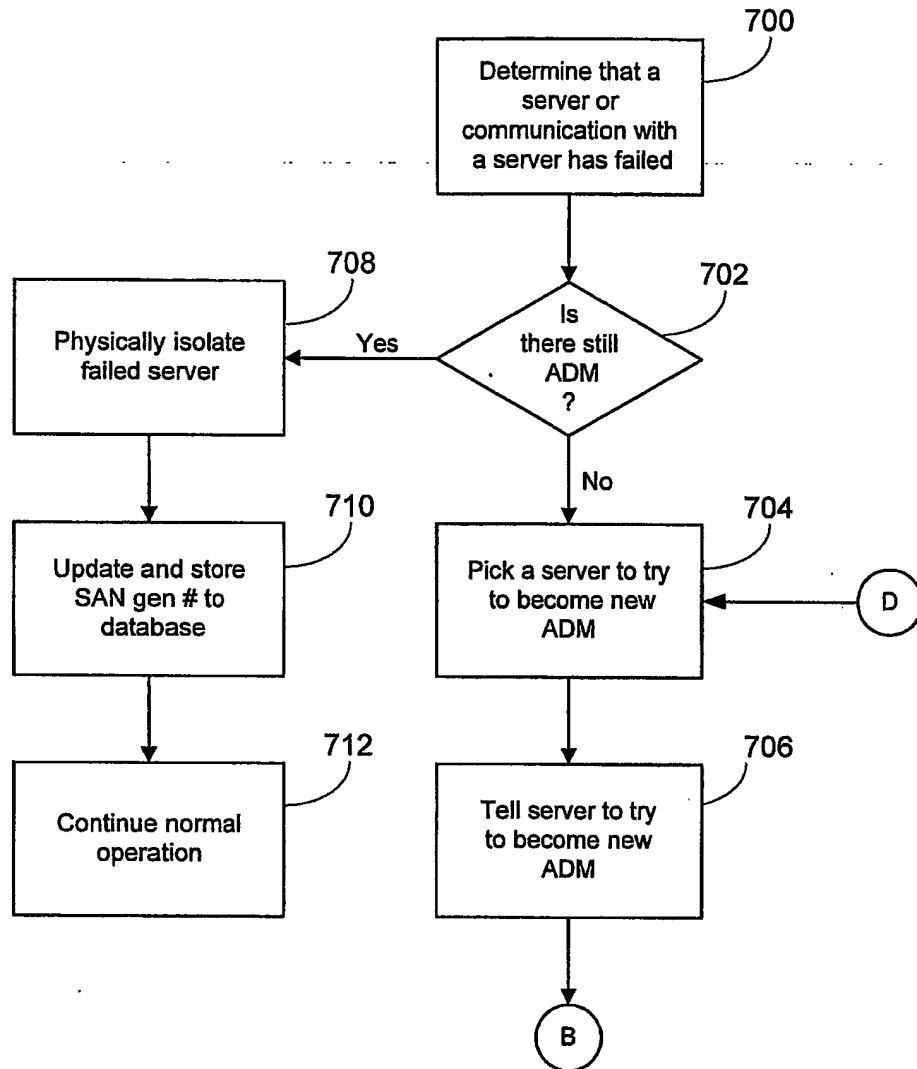 700
Determine that a
server or
communication with
a server has failed
708
702
Physically isolate
failed server
Yes
Is
there still
ADM
?
No
710
704
Update and store
SAN gen # to
database
Pick a server to try
to become new
ADM
D
712
706
Continue normal
operation
Tell server to try
to become new
ADM
B